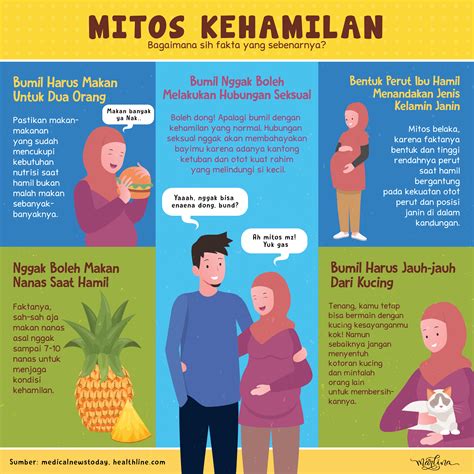 MITOS KEHAMILAN
Bagaimana sih fakta yang sebenarnya?
Bumil Harus Makan
Untuk Dua Orang
Pastikan makan-
makanan
yang sudah
mencukupi
kebutuhan
nutrisi saat
hamil bukan
malah makan
sebanyak-
banyaknya.
Makan banyak
ya Nak..
Bumil Nggak Boleh
Melakukan Hubungan Seksual
Boleh dong! Apalagi bumil dengan
kehamilan yang normal. Hubungan
seksual nggak akan membahayakan
bayimu karena adanya kantong
ketuban dan otot kuat rahim
yang melindungi si kecil.
Yaaah, nggak bisa
enaena dong, bund?
Ah mitos mz!
Yuk gas
Bentuk Perut Ibu Hamil
Menandakan Jenis
Kelamin Janin
Mitos belaka,
karena faktanya
bentuk dan tinggi
rendahnya perut
saat hamil
bergantung
pada kekuatan otot
perut dan posisi
janin di dalam
kandungan.
Nggak Boleh Makan
Nanas Saat Hamil
Faktanya,
sah-sah aja
makan nanas
asal nggak
sampai 7-10
nanas untuk
menjaga
kondisi
kehamilan.
Bumil Harus Jauh-jauh
Dari Kucing
Tenang, kamu tetap
bisa bermain dengan
kucing kesayanganmu
kok! Namun
sebaiknya jangan
menyentuh
kotoran kucing
dan mintalah
orang lain
untuk membersih-
kannya.
Sumber: medicalnewstoday, healthline.com